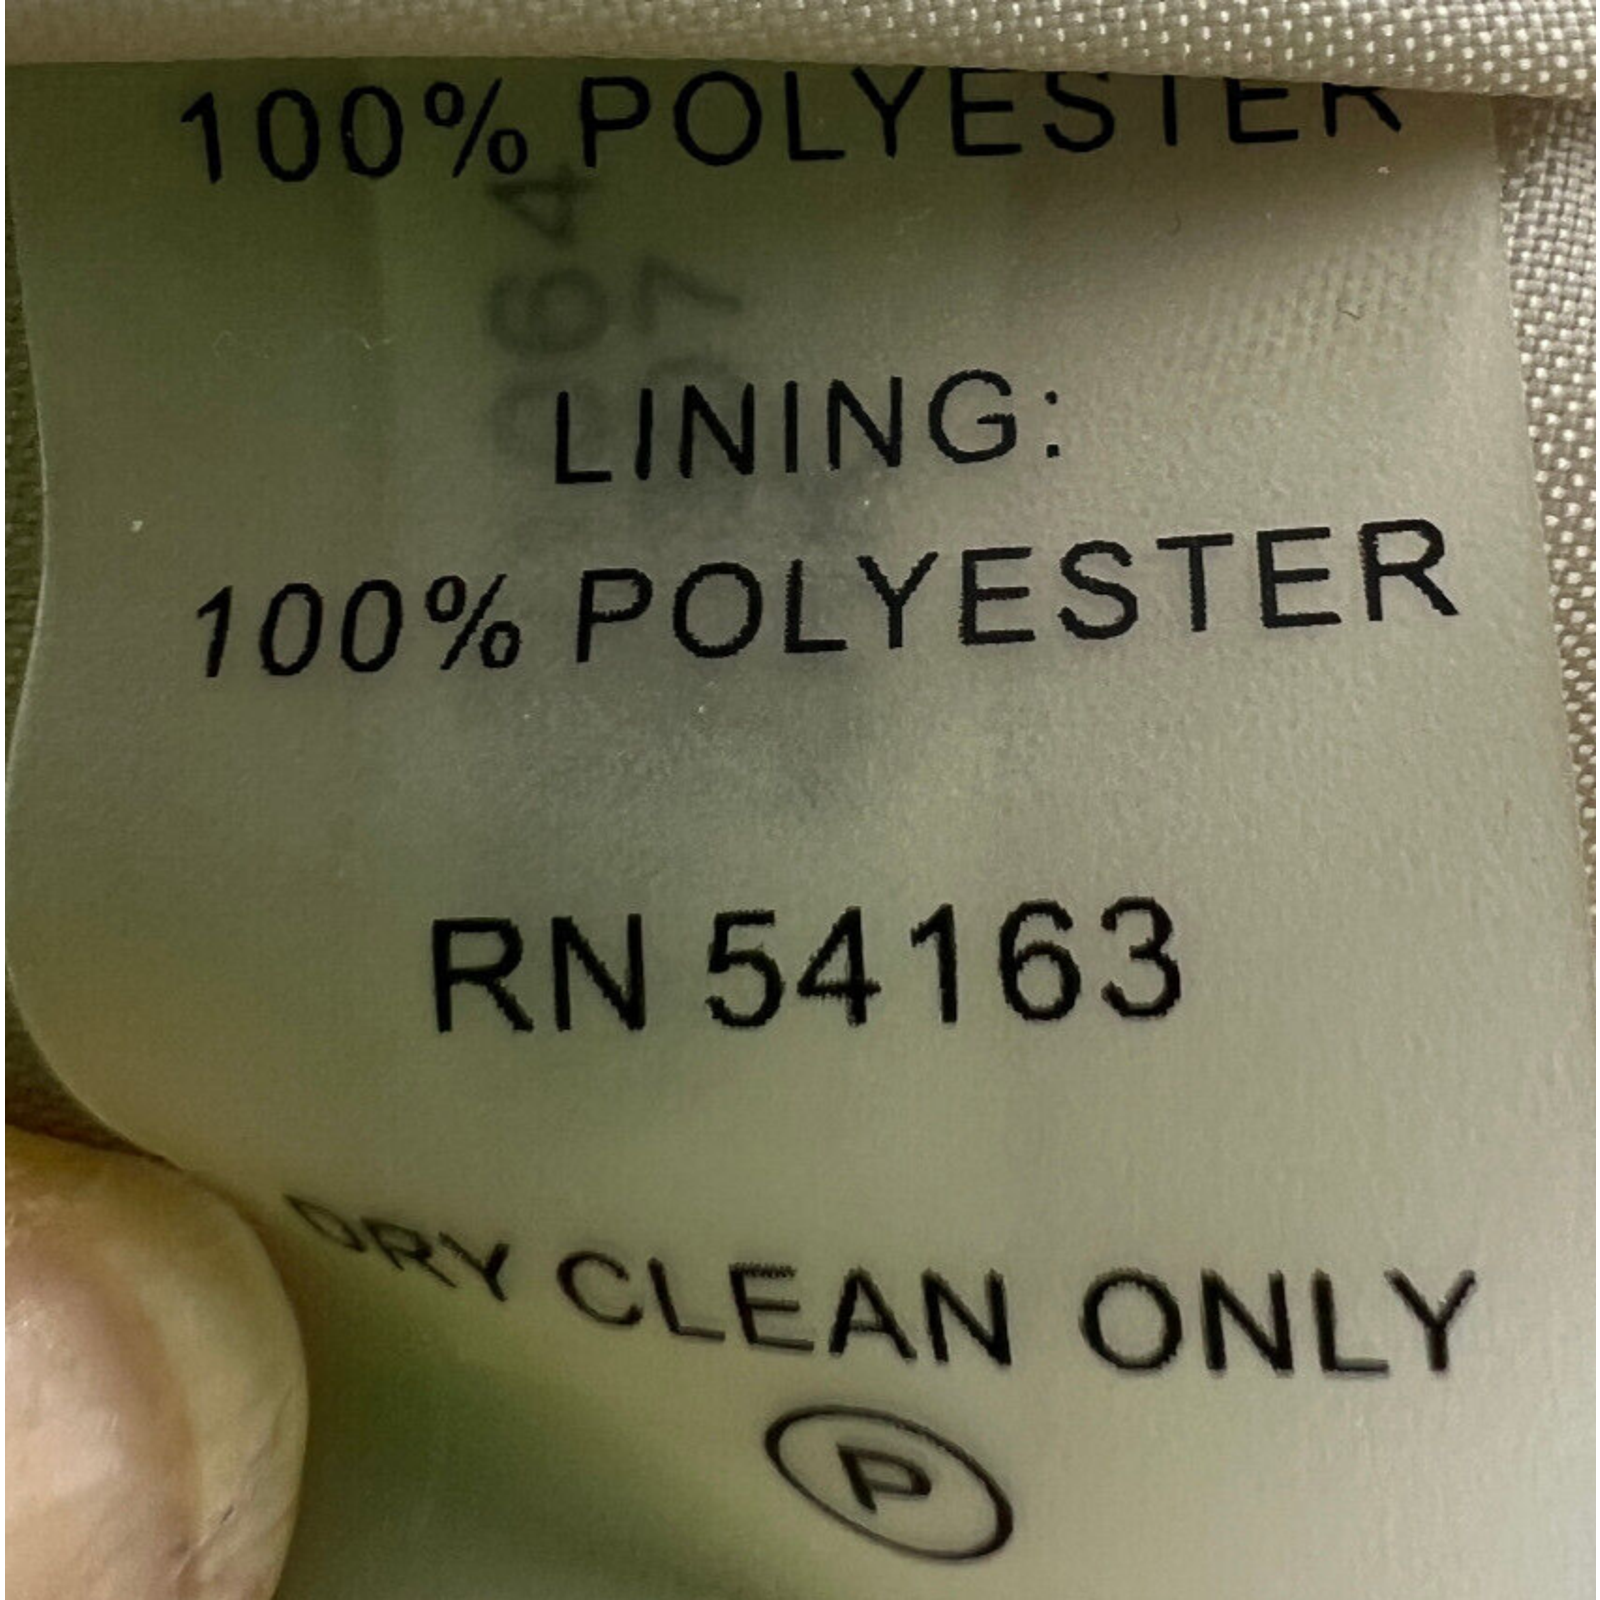 100% POLYESTER
LINING:
100% POLYESTER
RN 54163
DRY CLEAN ONLY
P